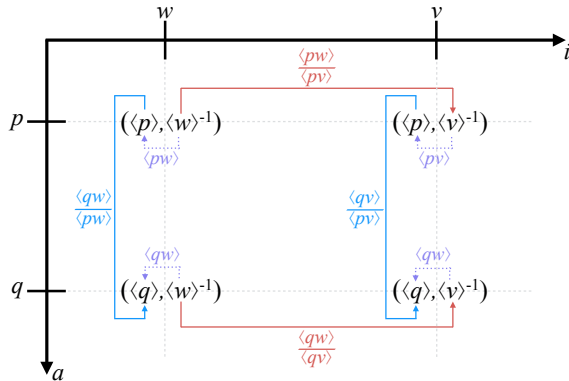 w v
i
⟨pw⟩
⟨pv⟩
p (⟨p⟩,⟨w⟩⁻¹) (⟨p⟩,⟨v⟩⁻¹)
⟨pw⟩ ⟨pv⟩
⟨qw⟩ ⟨qv⟩
⟨pw⟩ ⟨pv⟩
⟨qw⟩ ⟨qw⟩
q (⟨q⟩,⟨w⟩⁻¹) (⟨q⟩,⟨v⟩⁻¹)
⟨qw⟩
⟨qv⟩
a